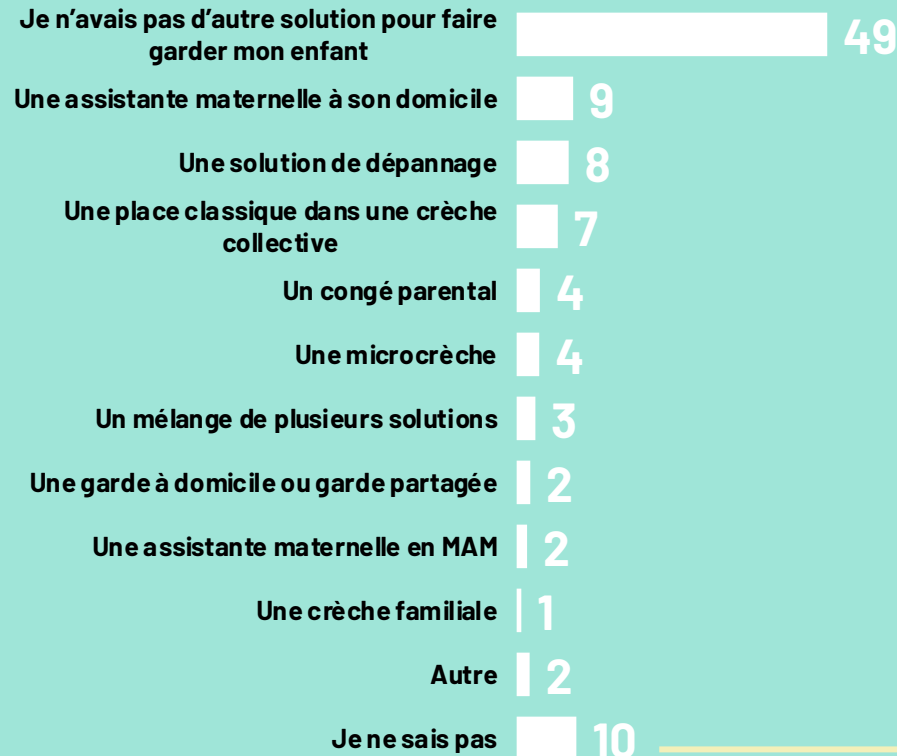 Je n'avais pas d'autre solution pour faire
garder mon enfant
49
Une assistante maternelle à son domicile
9
Une solution de dépannage
8
Une place classique dans une crèche
collective
7
Un congé parental
4
Une microcrèche
4
Un mélange de plusieurs solutions
3
Une garde à domicile ou garde partagée
2
Une assistante maternelle en MAM
2
Une crèche familiale
1
Autre
2
Je ne sais pas
10